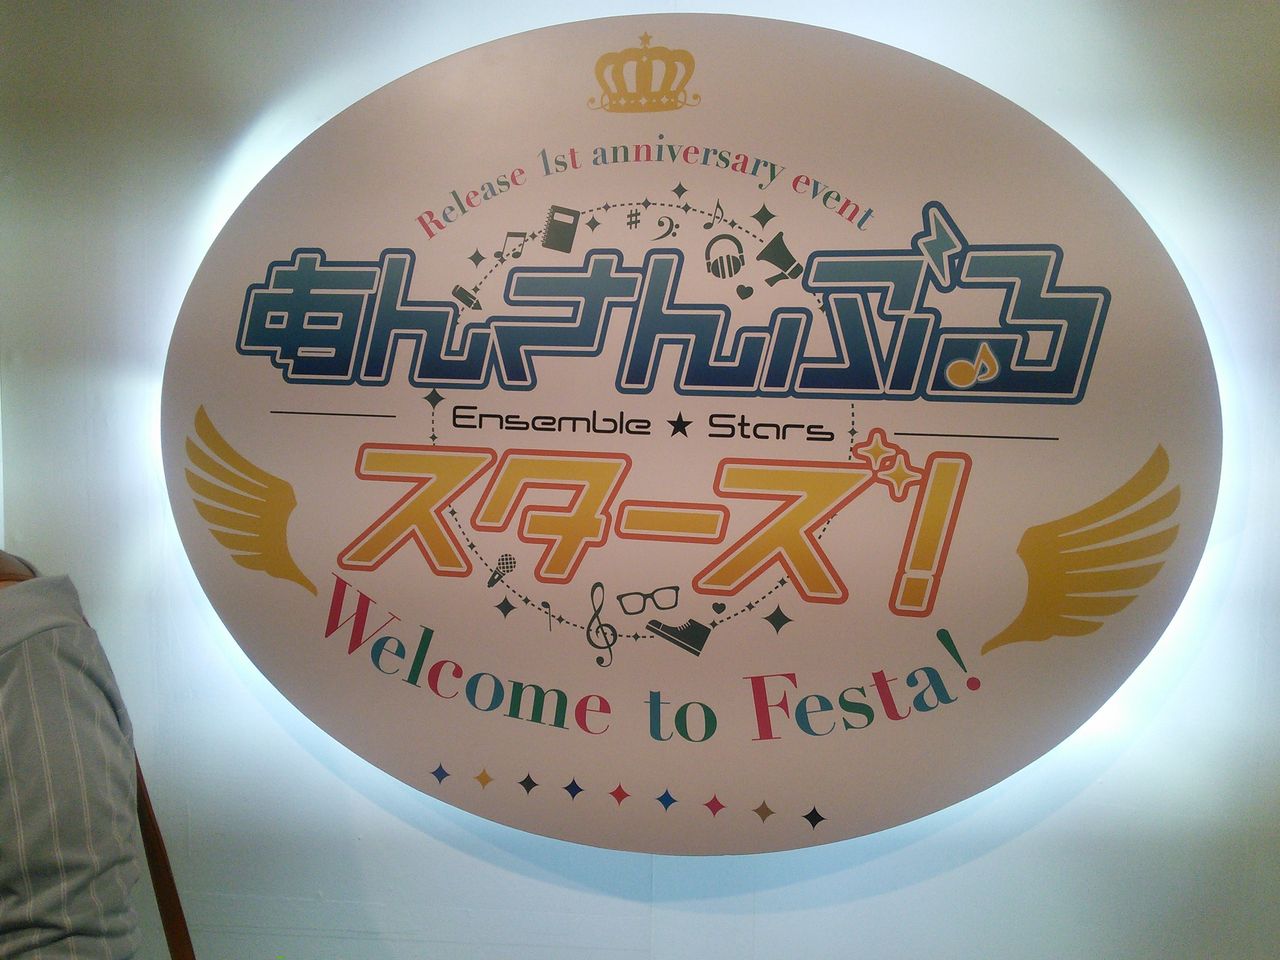 Release 1st anniversary event
あんさんぶる
Ensemble ★ Stars
スターズ!
Welcome to Festa!